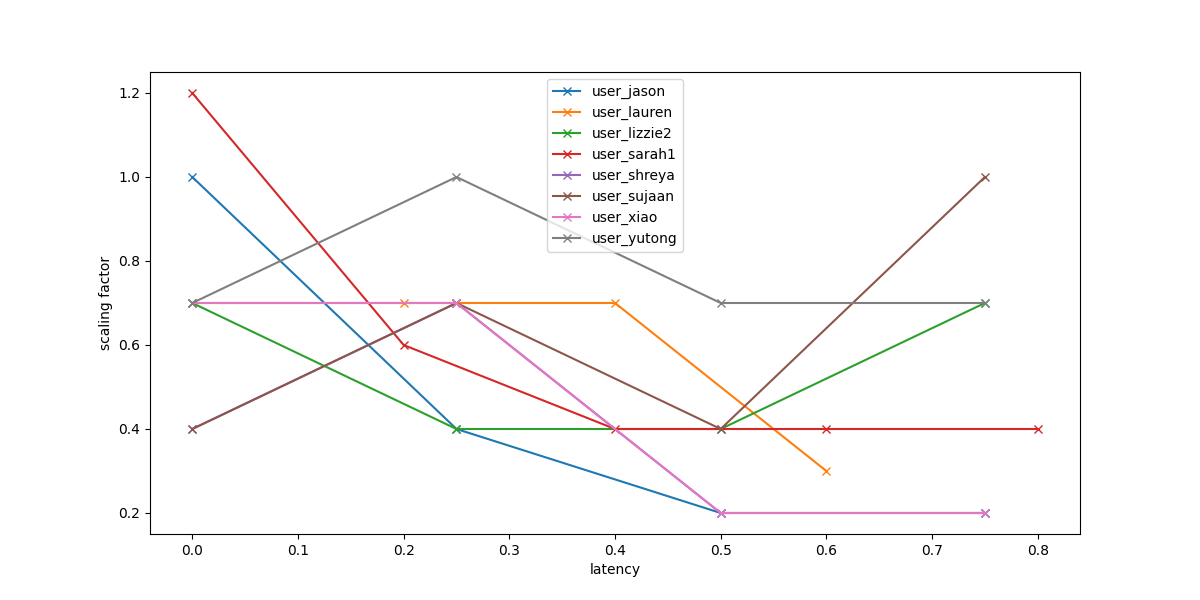 1.2
1.0
0.8
0.6
0.4
0.2
scaling factor
user_jason
user_lauren
user_lizzie2
user_sarah1
user_shreya
user_sujaan
user_xiao
user_yutong
0.0 0.1 0.2 0.3 0.4 0.5 0.6 0.7 0.8
latency